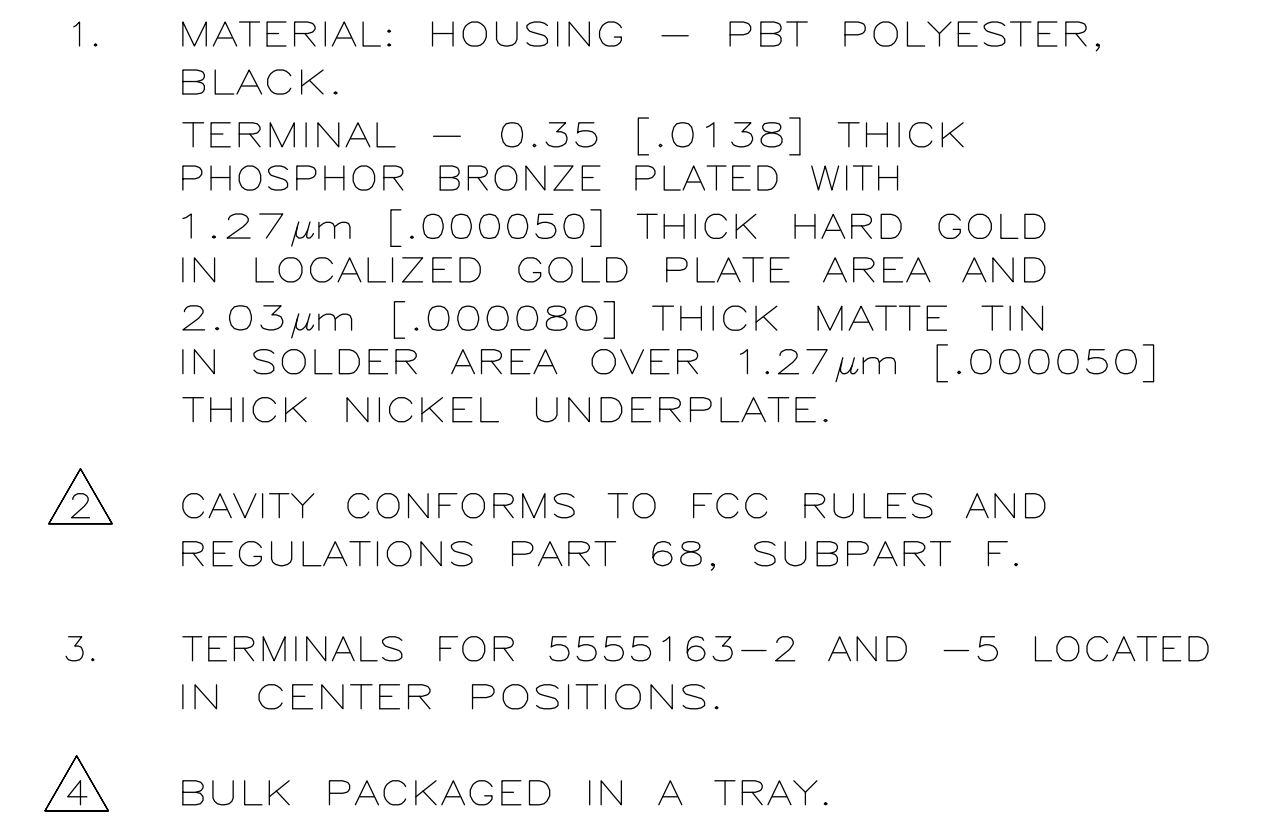 1. MATERIAL: HOUSING – PBT POLYESTER,
BLACK.
TERMINAL – 0.35 [.0138] THICK
PHOSPHOR BRONZE PLATED WITH
1.27μm [.000050] THICK HARD GOLD
IN LOCALIZED GOLD PLATE AREA AND
2.03μm [.000080] THICK MATTE TIN
IN SOLDER AREA OVER 1.27μm [.000050]
THICK NICKEL UNDERPLATE.
2 CAVITY CONFORMS TO FCC RULES AND
REGULATIONS PART 68, SUBPART F.
3. TERMINALS FOR 5555163–2 AND –5 LOCATED
IN CENTER POSITIONS.
4 BULK PACKAGED IN A TRAY.